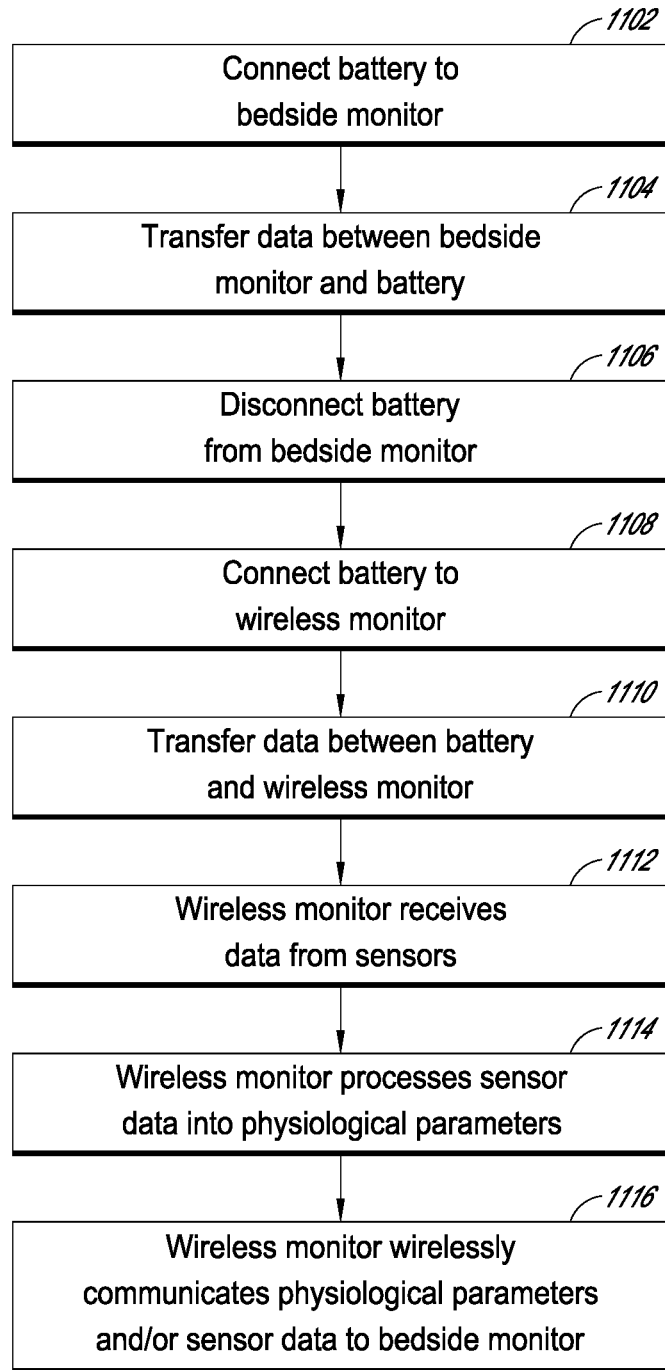 1102
Connect battery to
bedside monitor
1104
Transfer data between bedside
monitor and battery
1106
Disconnect battery
from bedside monitor
1108
Connect battery to
wireless monitor
1110
Transfer data between battery
and wireless monitor
1112
Wireless monitor receives
data from sensors
1114
Wireless monitor processes sensor
data into physiological parameters
1116
Wireless monitor wirelessly
communicates physiological parameters
and/or sensor data to bedside monitor